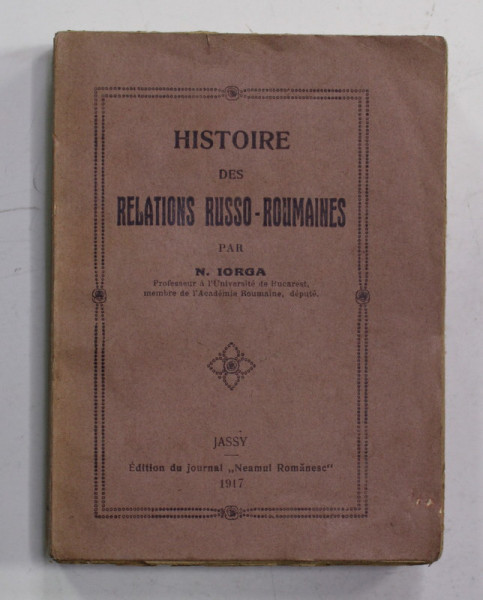 HISTOIRE
DES
RELATIONS RUSSO-ROUMAINES
PAR
N. IORGA
Professeur à l'Université de Bucarest,
membre de l'Académie Roumaine, député.
JASSY
Édition du journal „Neamul Românesc"
1917